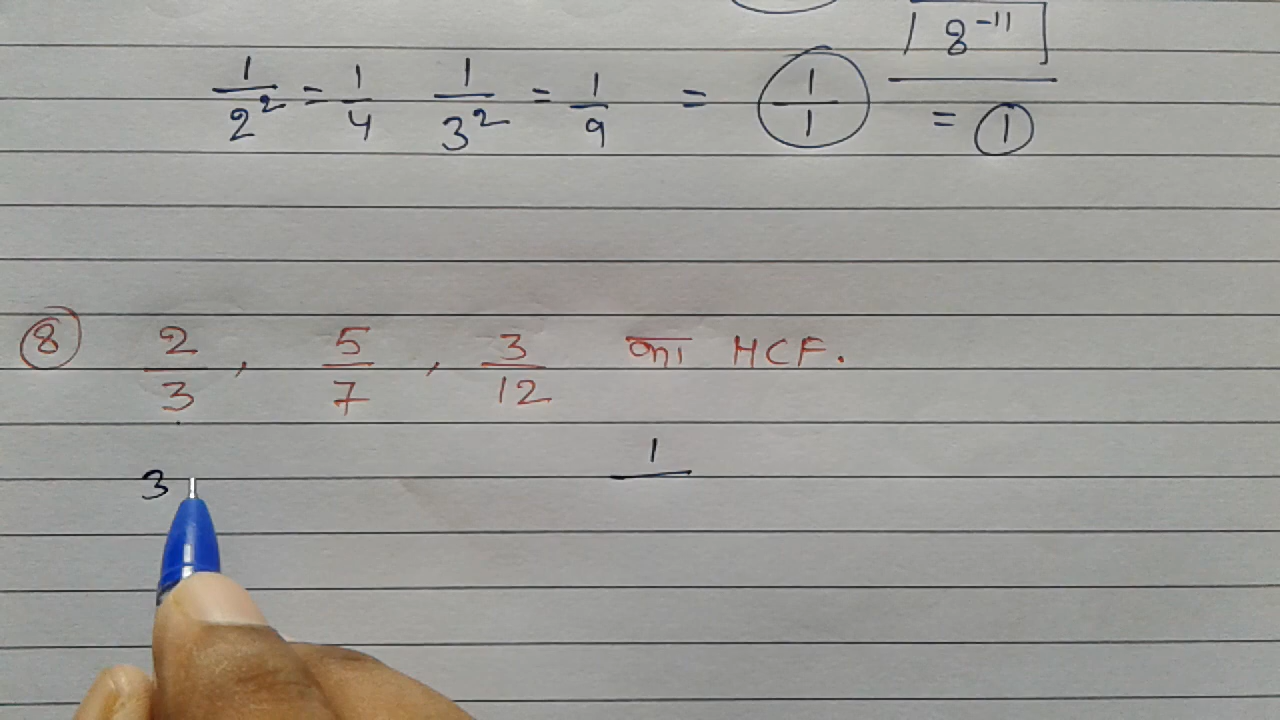 ⌈ 8⁻¹¹ ⌉
1/2² = 1/4 1/3² = 1/9 = 1/1 = 1
8 2/3 , 5/7 , 3/12 का HCF.
1
3